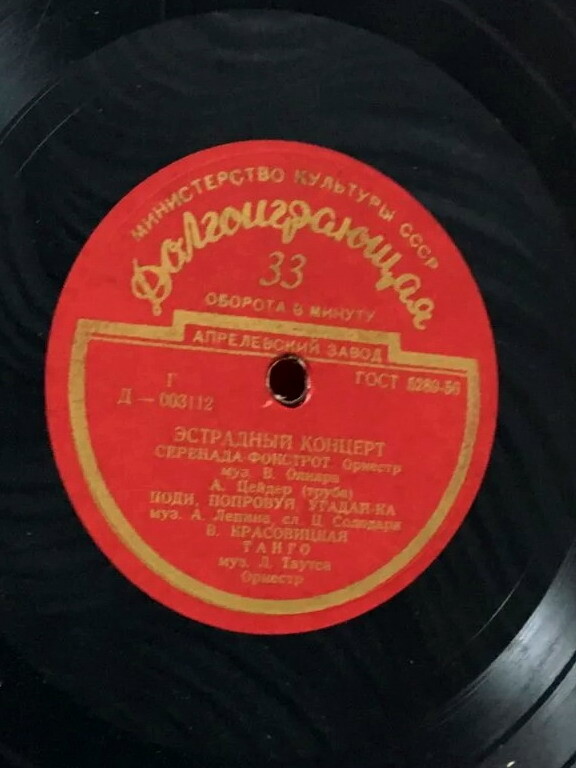 МИНИСТЕРСТВО КУЛЬТУРЫ СССР
Долгоиграющая
33
ОБОРОТА В МИНУТУ
АПРЕЛЕВСКИЙ ЗАВОД
Г
Д—003112
ГОСТ 5289-56
ЭСТРАДНЫЙ КОНЦЕРТ
СЕРЕНАДА-ФОКСТРОТ Оркестр
муз. В. Оякяэр
А. Цейдер (труба)
ПОДИ, ПОПРОБУЙ, УГАДАЙ-КА
муз. А. Лепина, сл. Ц. Солодаря
В. КРАСОВИЦКАЯ
ТАНГО
муз. Л. Таутса
Оркестр